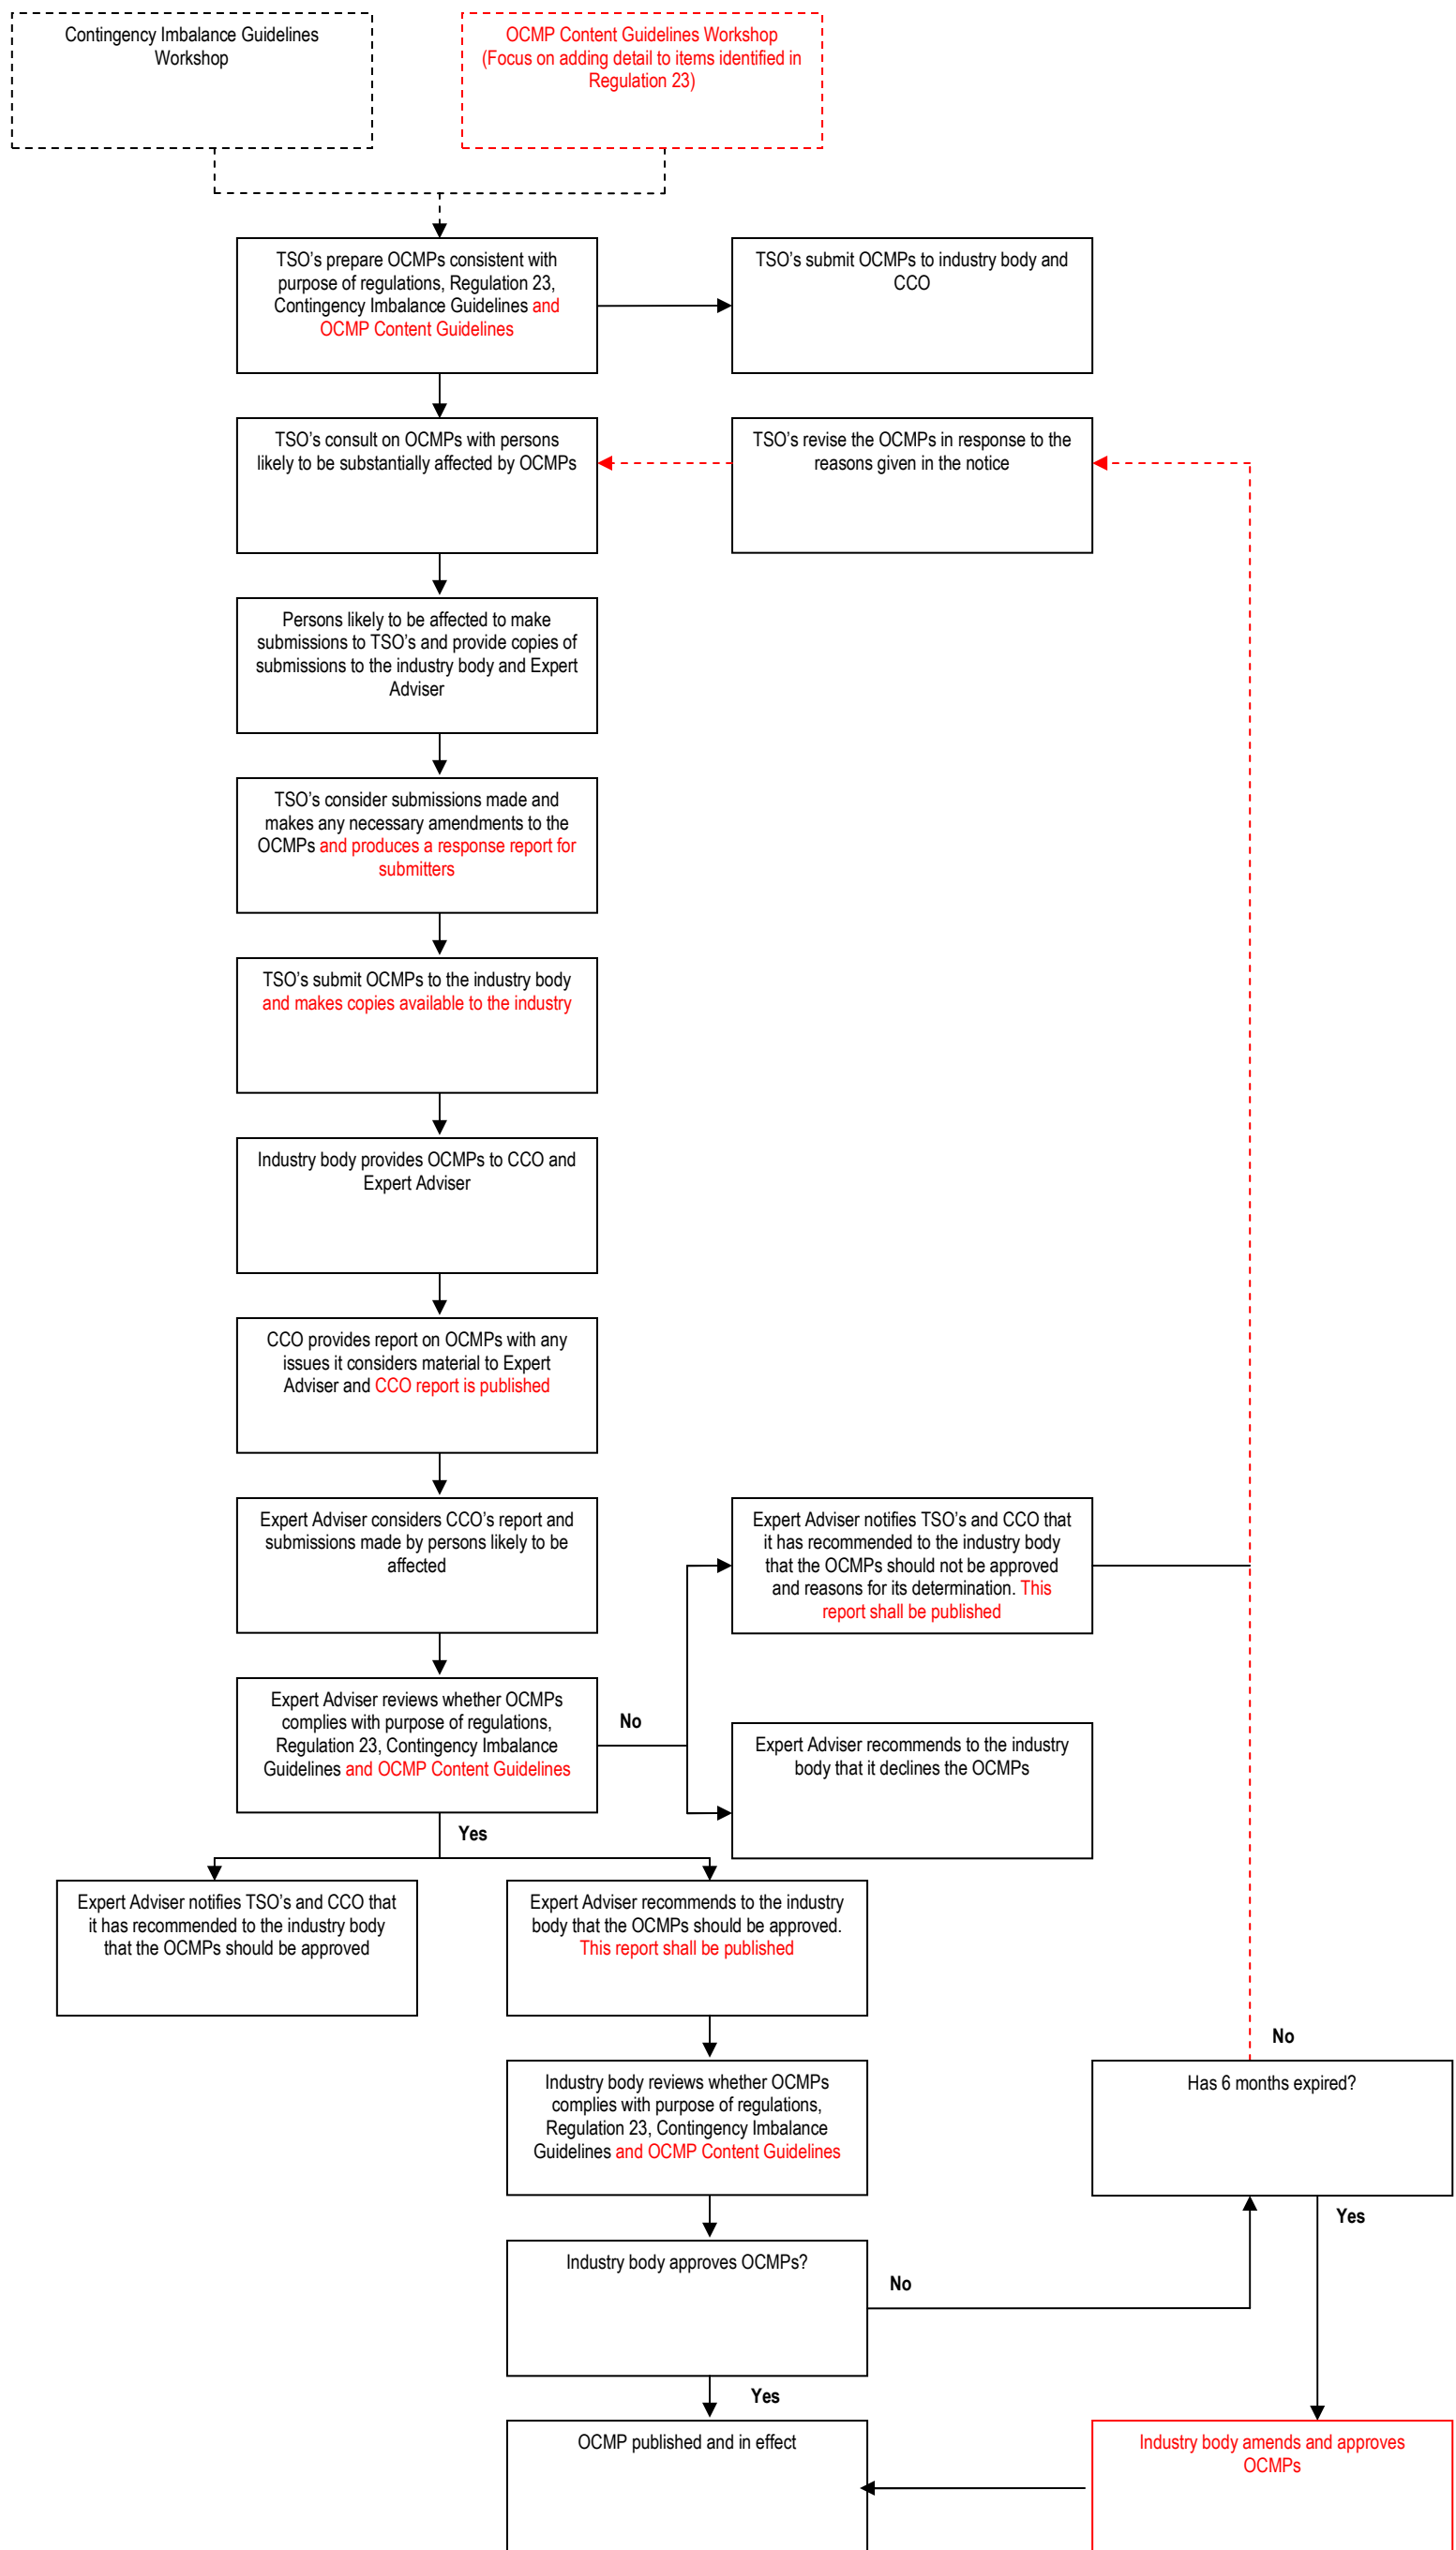 Contingency Imbalance Guidelines
Workshop
OCMP Content Guidelines Workshop
(Focus on adding detail to items identified in
Regulation 23)
TSO's prepare OCMPs consistent with
purpose of regulations, Regulation 23,
Contingency Imbalance Guidelines and
OCMP Content Guidelines
TSO's submit OCMPs to industry body and
CCO
TSO's consult on OCMPs with persons
likely to be substantially affected by OCMPs
TSO's revise the OCMPs in response to the
reasons given in the notice
Persons likely to be affected to make
submissions to TSO's and provide copies of
submissions to the industry body and Expert
Adviser
TSO's consider submissions made and
makes any necessary amendments to the
OCMPs and produces a response report for
submitters
TSO's submit OCMPs to the industry body
and makes copies available to the industry
Industry body provides OCMPs to CCO and
Expert Adviser
CCO provides report on OCMPs with any
issues it considers material to Expert
Adviser and CCO report is published
Expert Adviser considers CCO's report and
submissions made by persons likely to be
affected
Expert Adviser notifies TSO's and CCO that
it has recommended to the industry body
that the OCMPs should not be approved
and reasons for its determination. This
report shall be published
Expert Adviser reviews whether OCMPs
complies with purpose of regulations,
Regulation 23, Contingency Imbalance
Guidelines and OCMP Content Guidelines
No
Expert Adviser recommends to the industry
body that it declines the OCMPs
Yes
Expert Adviser notifies TSO's and CCO that
it has recommended to the industry body
that the OCMPs should be approved
Expert Adviser recommends to the industry
body that the OCMPs should be approved.
This report shall be published
No
Industry body reviews whether OCMPs
complies with purpose of regulations,
Regulation 23, Contingency Imbalance
Guidelines and OCMP Content Guidelines
Has 6 months expired?
Yes
Industry body approves OCMPs?
No
Yes
OCMP published and in effect
Industry body amends and approves
OCMPs